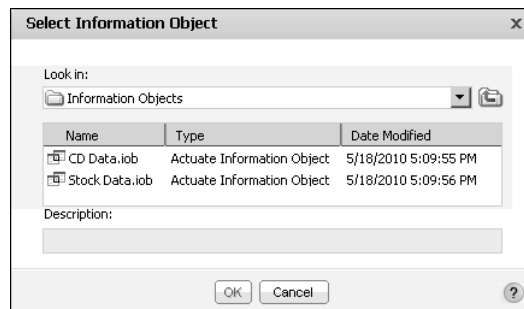 Select Information Object x
Look in:
Information Objects
Name Type Date Modified
CD Data.iob Actuate Information Object 5/18/2010 5:09:55 PM
Stock Data.iob Actuate Information Object 5/18/2010 5:09:56 PM
Description:
OK Cancel ?